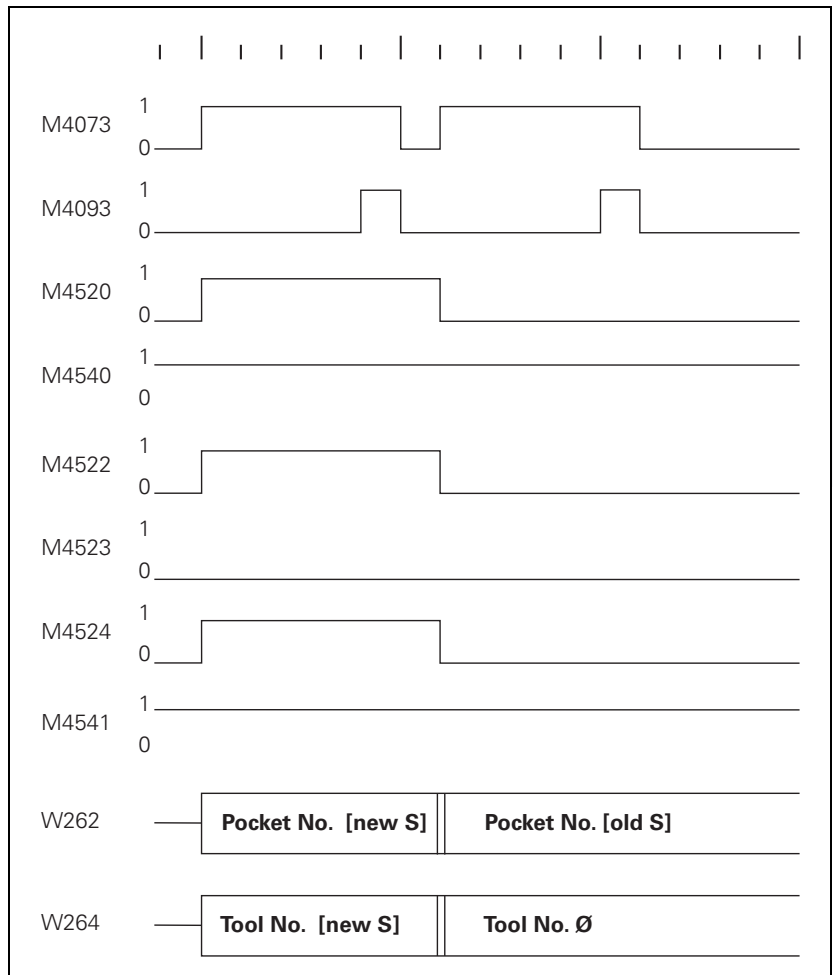 M4073 1
0
M4093 1
0
M4520 1
0
M4540 1
0
M4522 1
0
M4523 1
0
M4524 1
0
M4541 1
0
W262 Pocket No. [new S] Pocket No. [old S]
W264 Tool No. [new S] Tool No. Ø